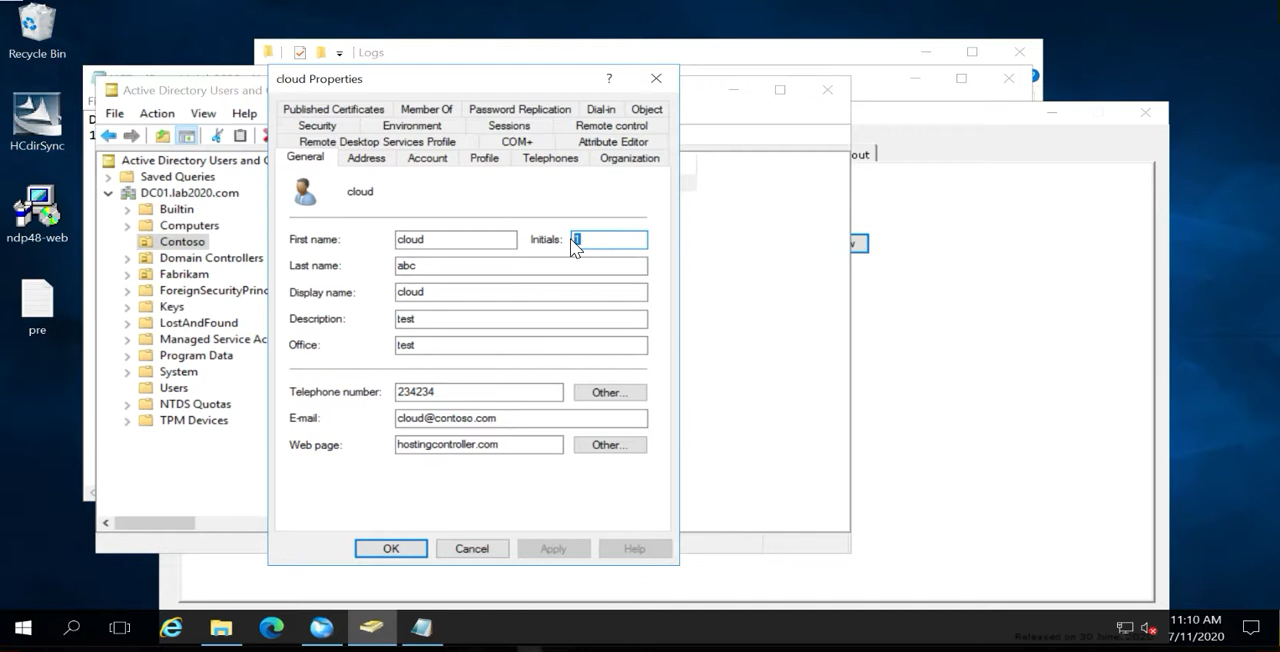 Recycle Bin
HCdirSync
ndp48-web
pre
Logs
Active Directory Users and C
File Action View Help
Active Directory Users and C
Saved Queries
DC01.lab2020.com
Builtin
Computers
Contoso
Domain Controllers
Fabrikam
ForeignSecurityPrinc
Keys
LostAndFound
Managed Service Ac
Program Data
System
Users
NTDS Quotas
TPM Devices
cloud Properties
?
Published Certificates Member Of Password Replication Dial-in Object
Security Environment Sessions Remote control
Remote Desktop Services Profile COM+ Attribute Editor
General Address Account Profile Telephones Organization
cloud
First name: cloud Initials: 1
Last name: abc
Display name: cloud
Description: test
Office: test
Telephone number: 234234 Other...
E-mail: cloud@contoso.com
Web page: hostingcontroller.com Other...
OK Cancel Apply Help
out
11:10 AM
7/11/2020